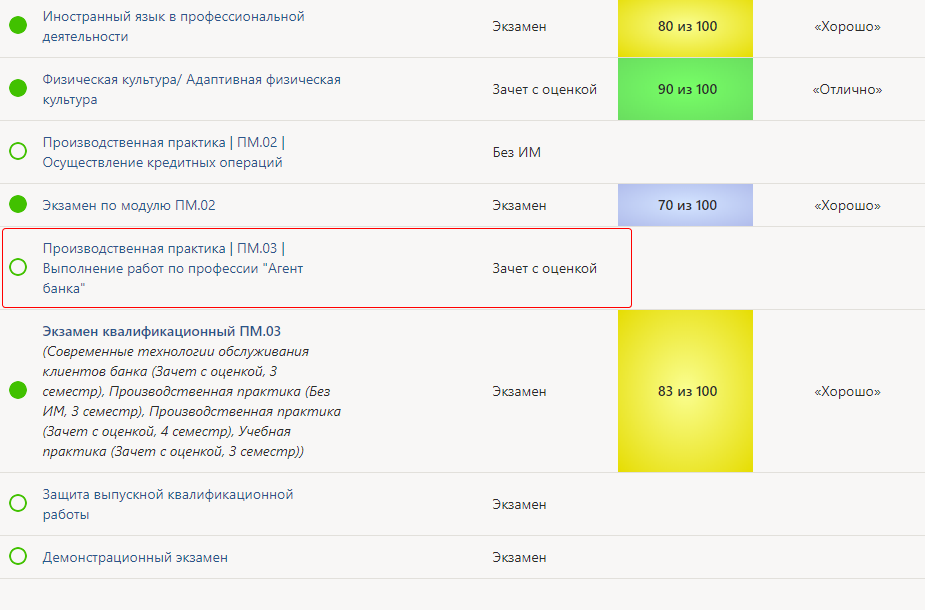 Иностранный язык в профессиональной
деятельности
Экзамен
80 из 100
«Хорошо»
Физическая культура/ Адаптивная физическая
культура
Зачет с оценкой
90 из 100
«Отлично»
Производственная практика | ПМ.02 |
Осуществление кредитных операций
Без ИМ
Экзамен по модулю ПМ.02
Экзамен
70 из 100
«Хорошо»
Производственная практика | ПМ.03 |
Выполнение работ по профессии "Агент
банка"
Зачет с оценкой
Экзамен квалификационный ПМ.03
(Современные технологии обслуживания
клиентов банка (Зачет с оценкой, 3
семестр), Производственная практика (Без
ИМ, 3 семестр), Производственная практика
(Зачет с оценкой, 4 семестр), Учебная
практика (Зачет с оценкой, 3 семестр))
Экзамен
83 из 100
«Хорошо»
Защита выпускной квалификационной
работы
Экзамен
Демонстрационный экзамен
Экзамен